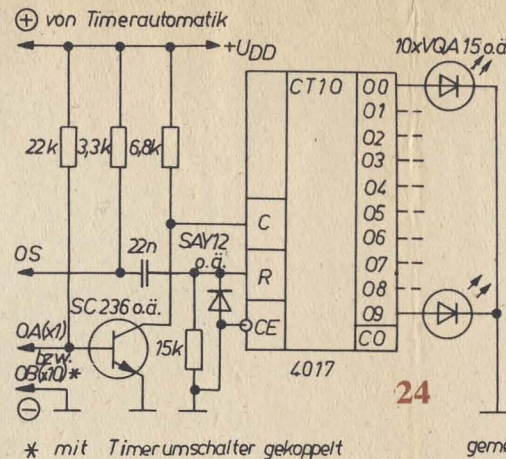 ⊕ von Timerautomatik
+UDD
10xVQA 15 o.ä.
CT10
00
01
02
03
04
05
06
07
08
09
CO
22k
3,3k
6,8k
C
R
CE
OS
22n
SAY12
o.ä.
SC 236 o.ä.
15k
OA(x1)
bzw.
OB(x10)*
⊖
4017
24
* mit Timerumschalter gekoppelt
geme